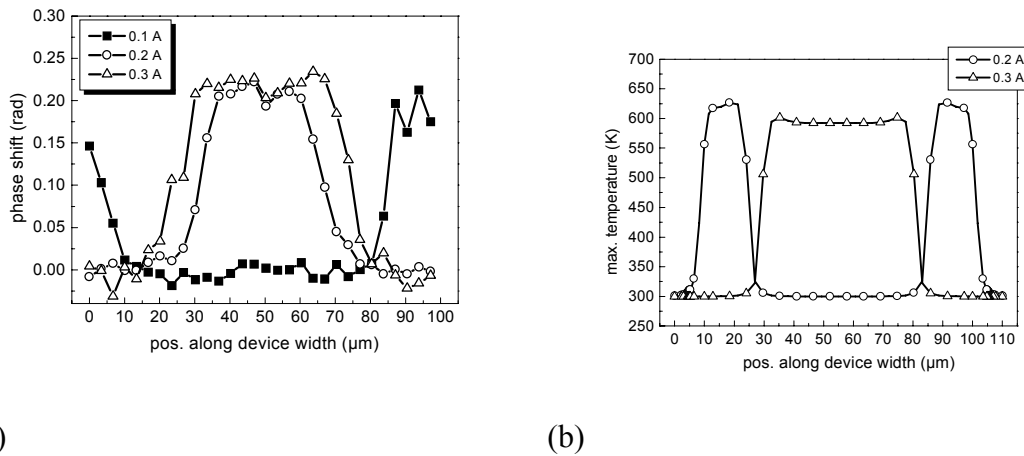 0.30
0.25
0.20
0.15
0.10
0.05
0.00
phase shift (rad)
0.1 A
0.2 A
0.3 A
0 10 20 30 40 50 60 70 80 90 100
pos. along device width (µm)
700
650
600
550
500
450
400
350
300
250
max. temperature (K)
0.2 A
0.3 A
0 10 20 30 40 50 60 70 80 90 100 110
pos. along device width (µm)
)
(b)